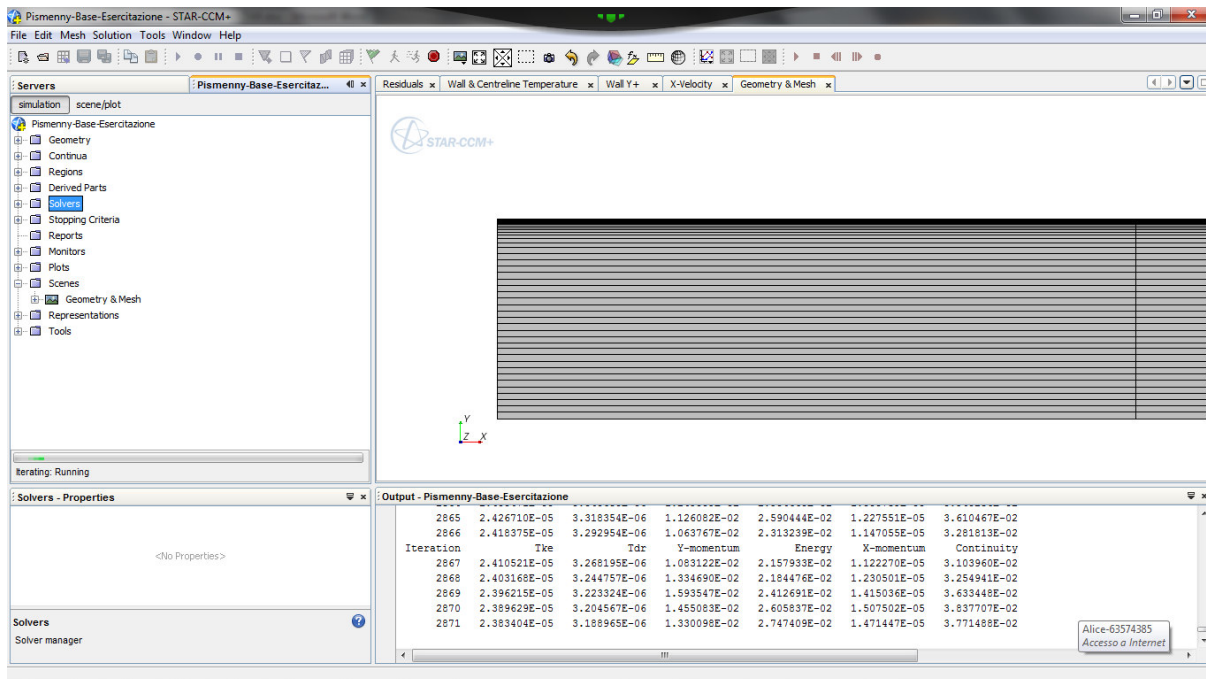 Pismenny-Base-Esercitazione - STAR-CCM+
File Edit Mesh Solution Tools Window Help
Servers
Pismenny-Base-Esercitaz...
simulation scene/plot
Pismenny-Base-Esercitazione
Geometry
Continua
Regions
Derived Parts
Solvers
Stopping Criteria
Reports
Monitors
Plots
Scenes
Geometry & Mesh
Representations
Tools
Iterating: Running
Solvers - Properties
<No Properties>
Solvers
Solver manager
Residuals Wall & Centreline Temperature Wall Y+ X-Velocity Geometry & Mesh
STAR-CCM+
Y
Z X
Output - Pismenny-Base-Esercitazione
2865 2.426710E-05 3.318354E-06 1.126082E-02 2.590444E-02 1.227551E-05 3.610467E-02
2866 2.418375E-05 3.292954E-06 1.063767E-02 2.313239E-02 1.147055E-05 3.281813E-02
Iteration Tke Tdr Y-momentum Energy X-momentum Continuity
2867 2.410521E-05 3.268195E-06 1.083122E-02 2.157933E-02 1.122270E-05 3.103960E-02
2868 2.403168E-05 3.244757E-06 1.334690E-02 2.184476E-02 1.230501E-05 3.254941E-02
2869 2.396215E-05 3.223324E-06 1.593547E-02 2.412691E-02 1.415036E-05 3.633448E-02
2870 2.389629E-05 3.204567E-06 1.455083E-02 2.605837E-02 1.507502E-05 3.837707E-02
2871 2.383404E-05 3.188965E-06 1.330098E-02 2.747409E-02 1.471447E-05 3.771488E-02
Alice-63574385
Accesso a Internet